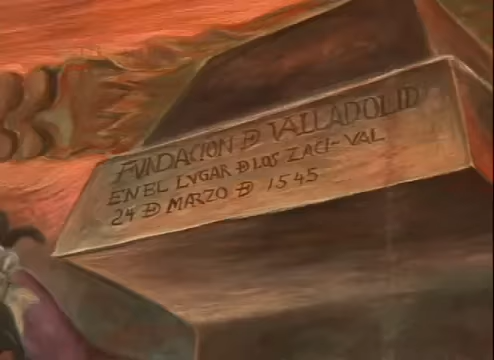 FVNDACION Đ VALLADOLID
EN EL LVGAR Đ LOS ZACI-VAL
24 Đ MARZO Đ 1545